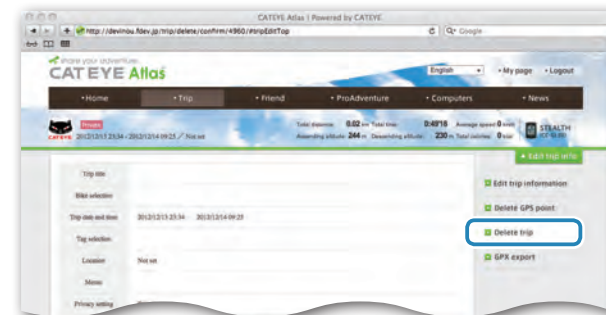 CATEYE Atlas | Powered by CATEYE
http://devinou.fdev.jp/trip/delete/confirm/4960/#tripEditTop
Google
share your adventure.
CATEYE Atlas
English
My page
Logout
Home
Trip
Friend
ProAdventure
Computers
News
CATEYE
Private
2012/12/13 23:34 - 2012/12/14 09:25 / Not set
Total distance 0.02 km Total time 0:49'16 Average speed 0 km/h
Ascending altitude 244 m Descending altitude 230 m Total calories 0 kcal
STEALTH
Edit trip info
Trip title
Bike selection
Trip date and time 2012/12/13 23:34 2012/12/14 09:25
Tag selection
Location Not set
Memo
Privacy setting
Edit trip information
Delete GPS point
Delete trip
GPX export